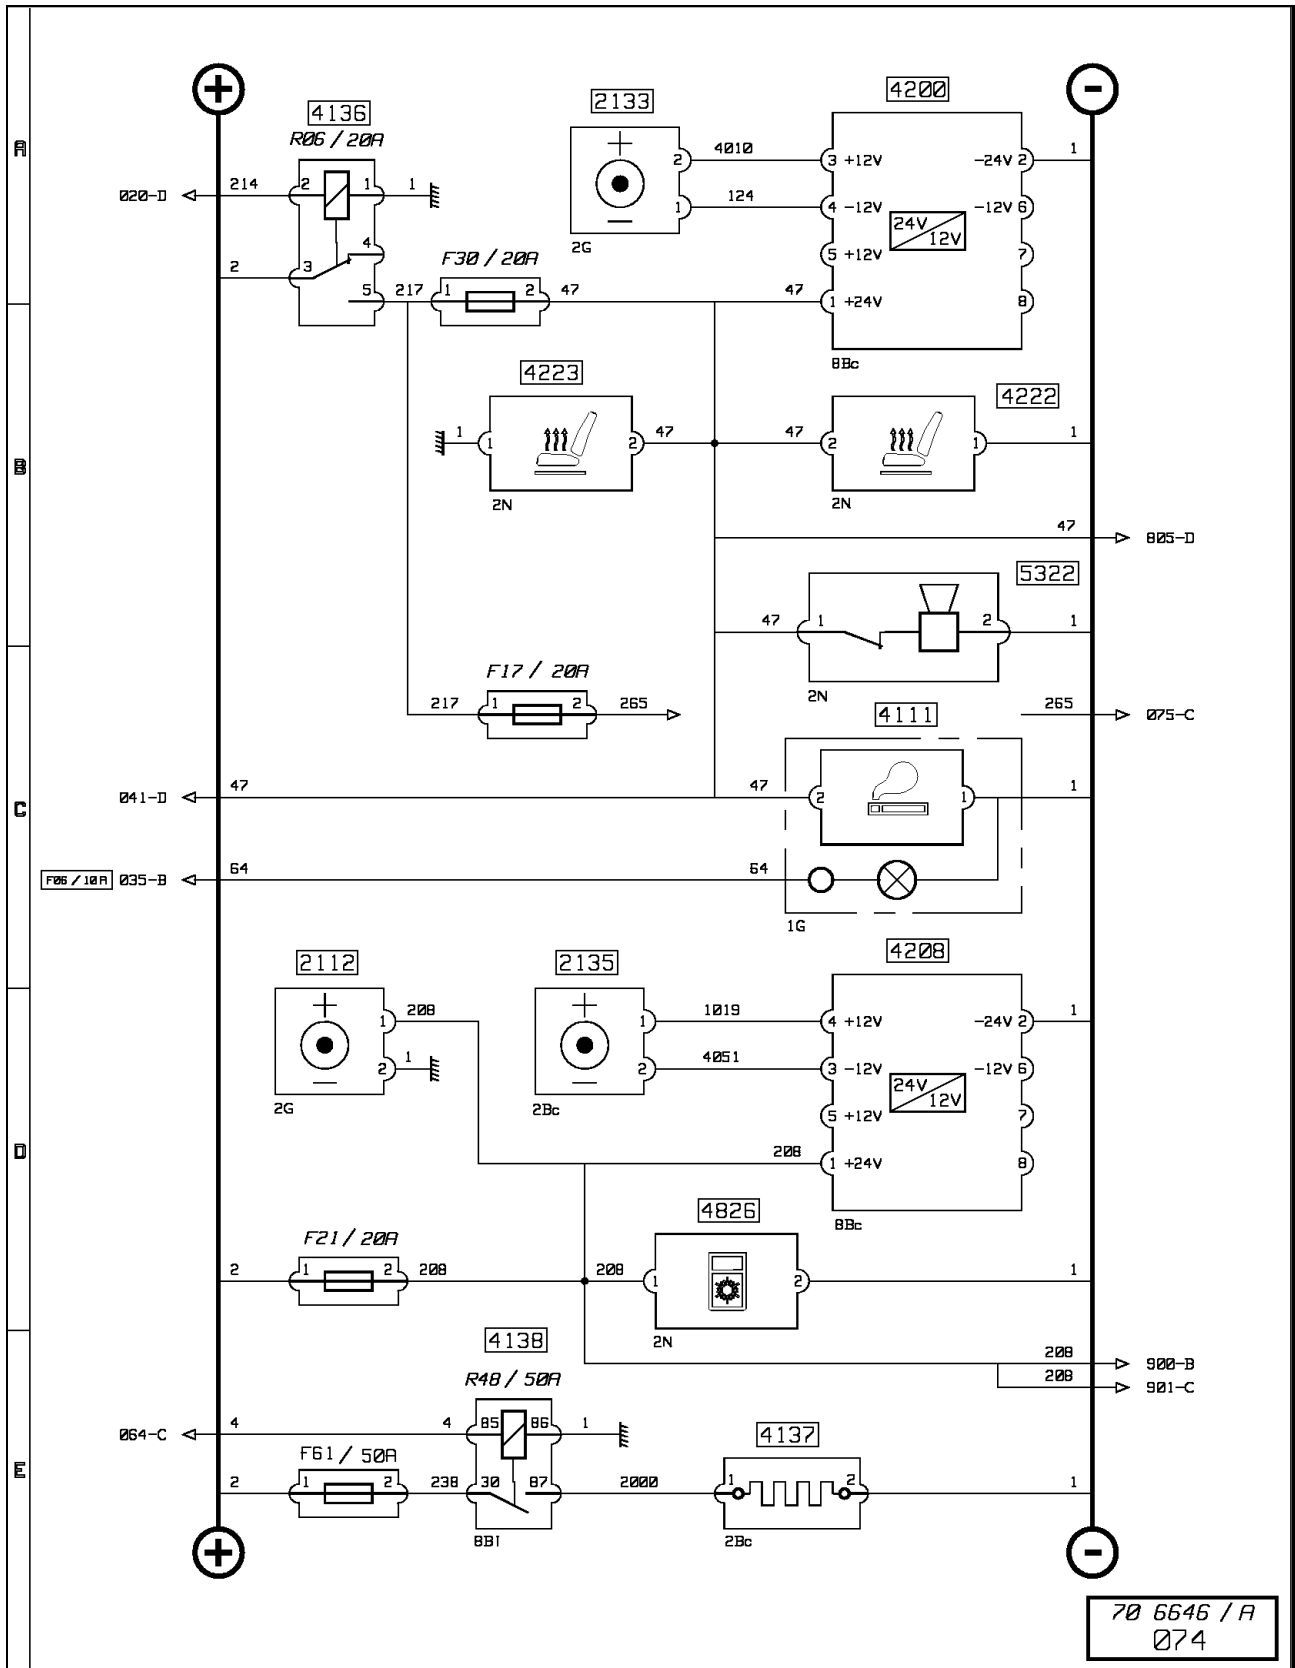 + 4136 2133 4200 -
R06 / 20A
A
020-D 214 2 1 1 + 2 4010 3 +12V -24V 2 1
1 124 4 -12V -12V 6
24V
12V
2 3 4 - 2G 5 +12V 7
F30 / 20A
5 217 1 2 47 47 1 +24V 8
8Bc
4223 4222
B
1 1 2 47 47 2 1 1
2N 2N
47 805-D
5322
47 1 2 1
2N
F17 / 20A
217 1 2 265 265 075-C
4111
C
041-D 47 47 2 1 1
F06 / 10A 035-B 64 64
1G
2112 2135 4208
+ 1 208 + 1 1019 4 +12V -24V 2 1
- 2 1 - 2 4051 3 -12V -12V 6
24V
12V
2G 2Bc 5 +12V 7
D
208 1 +24V 8
8Bc
4826
F21 / 20A
2 1 2 208 208 1 2 1
2N
208 900-B
208 901-C
4138
R48 / 50A
E
064-C 4 4 85 86 1
4137
F61 / 50A
2 1 2 238 30 87 2000 1 2 1
8B1 2Bc
+ -
70 6646 / A
074